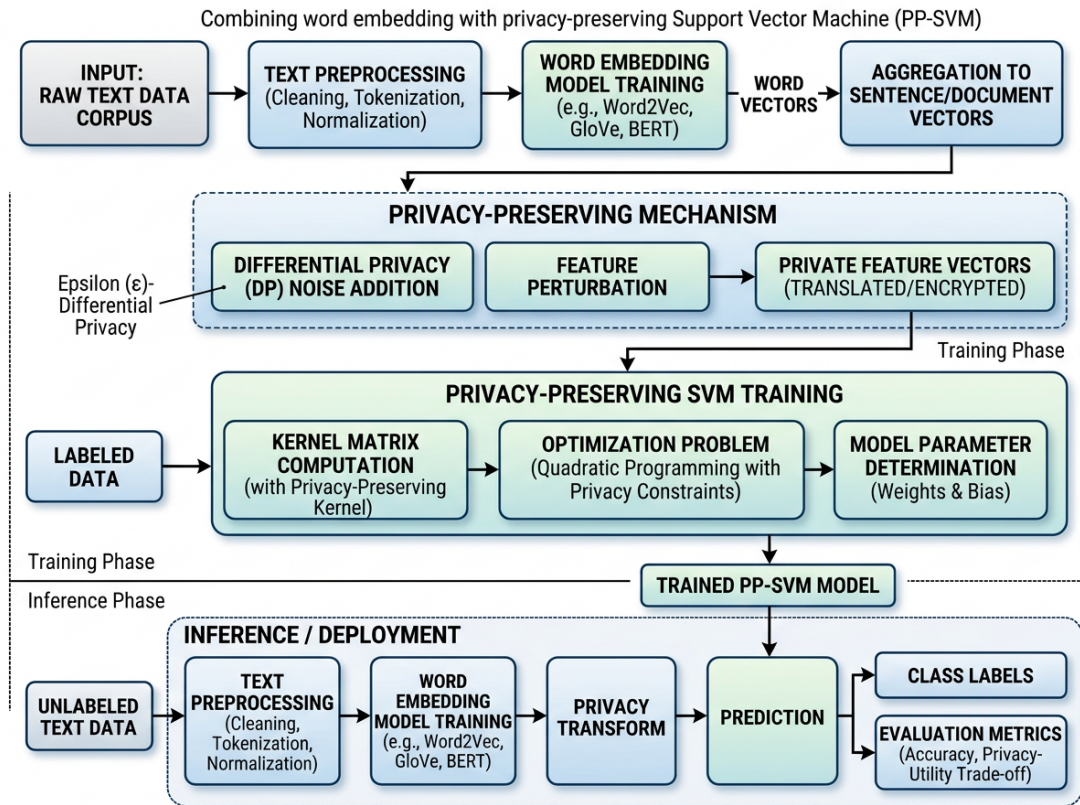 Combining word embedding with privacy-preserving Support Vector Machine (PP-SVM)
INPUT:
RAW TEXT DATA
CORPUS
TEXT PREPROCESSING
(Cleaning, Tokenization,
Normalization)
WORD EMBEDDING
MODEL TRAINING
(e.g., Word2Vec,
GloVe, BERT)
WORD
VECTORS
AGGREGATION TO
SENTENCE/DOCUMENT
VECTORS
PRIVACY-PRESERVING MECHANISM
Epsilon (ε)-
Differential
Privacy
DIFFERENTIAL PRIVACY
(DP) NOISE ADDITION
FEATURE
PERTURBATION
PRIVATE FEATURE VECTORS
(TRANSLATED/ENCRYPTED)
Training Phase
PRIVACY-PRESERVING SVM TRAINING
LABELED
DATA
KERNEL MATRIX
COMPUTATION
(with Privacy-Preserving
Kernel)
OPTIMIZATION PROBLEM
(Quadratic Programming with
Privacy Constraints)
MODEL PARAMETER
DETERMINATION
(Weights & Bias)
Training Phase
TRAINED PP-SVM MODEL
Inference Phase
INFERENCE / DEPLOYMENT
UNLABELED
TEXT DATA
TEXT
PREPROCESSING
(Cleaning,
Tokenization,
Normalization)
WORD
EMBEDDING
MODEL TRAINING
(e.g., Word2Vec,
GloVe, BERT)
PRIVACY
TRANSFORM
PREDICTION
CLASS LABELS
EVALUATION METRICS
(Accuracy, Privacy-
Utility Trade-off)